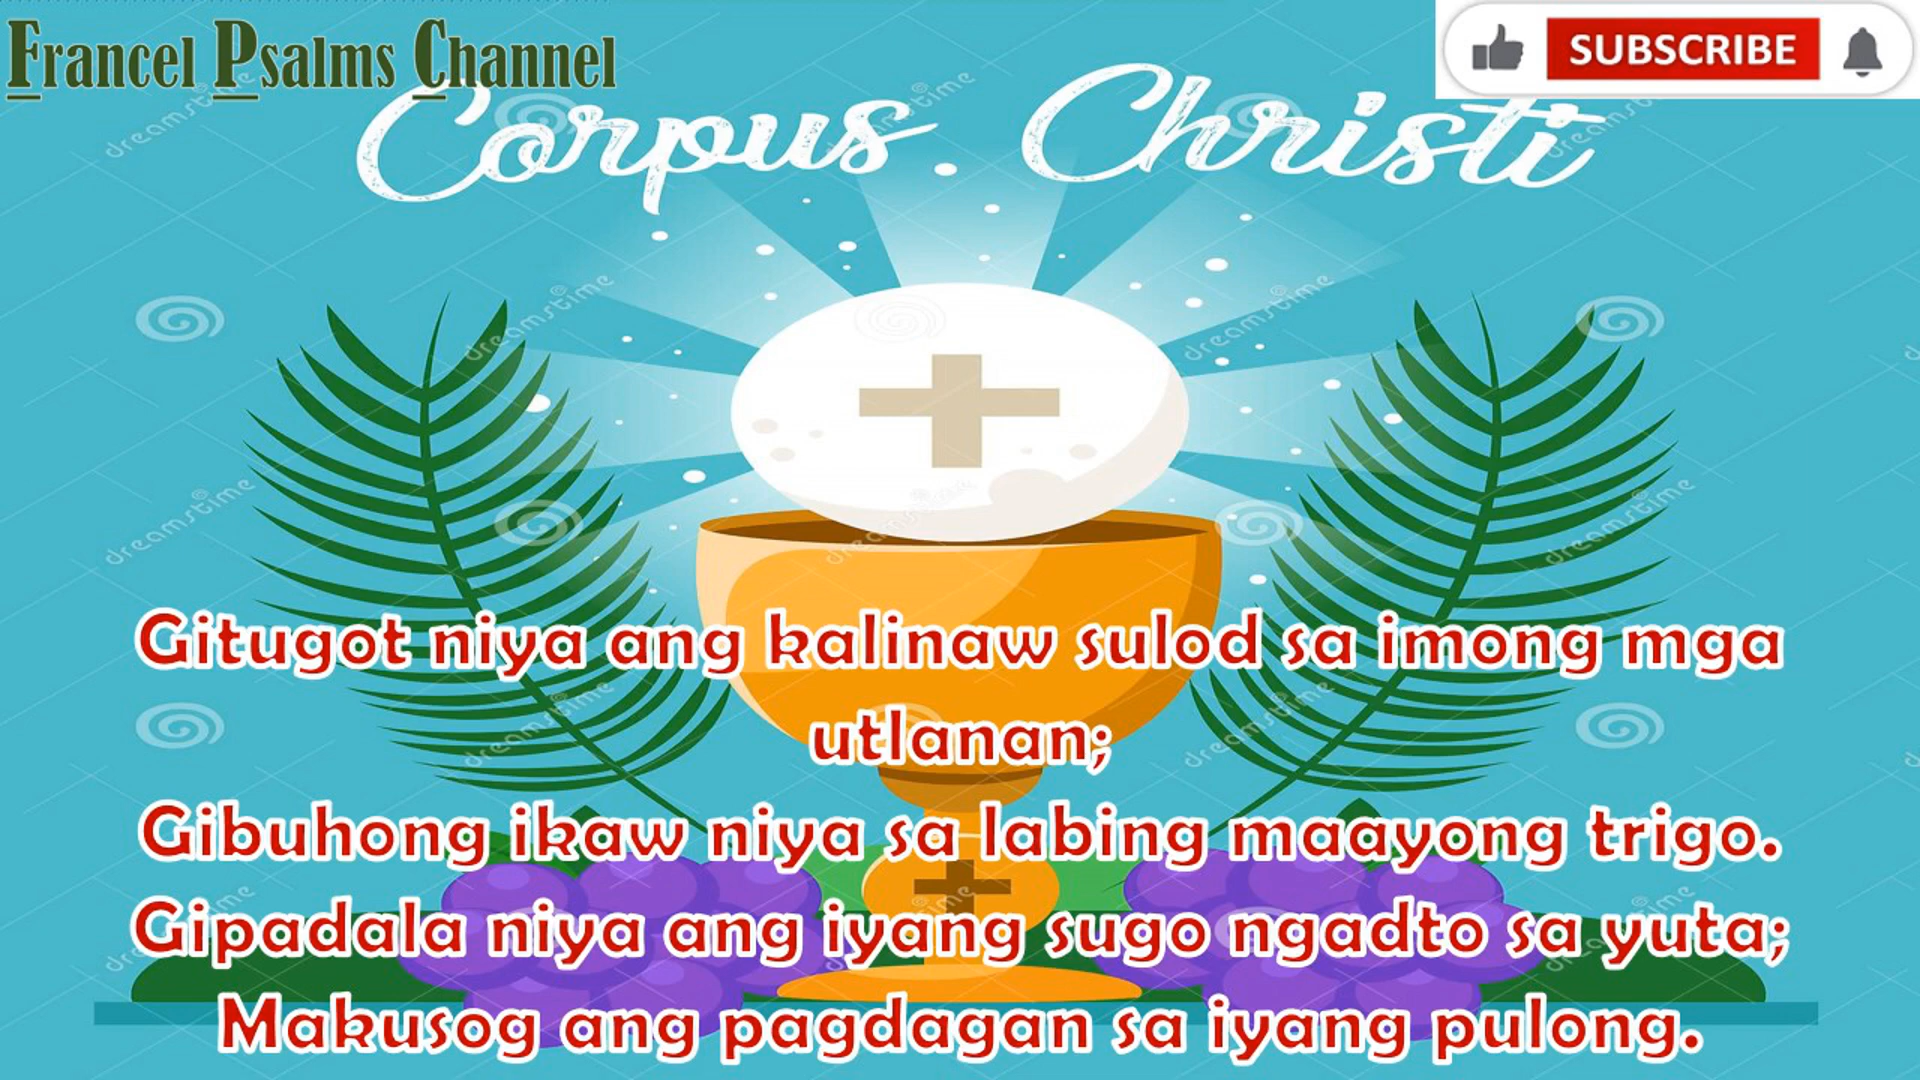 Francel Psalms Channel
SUBSCRIBE
Corpus Christi
Gitugot niya ang kalinaw sulod sa imong mga
utlanan;
Gibuhong ikaw niya sa labing maayong trigo.
Gipadala niya ang iyang sugo ngadto sa yuta;
Makusog ang pagdagan sa iyang pulong.
dreamstime